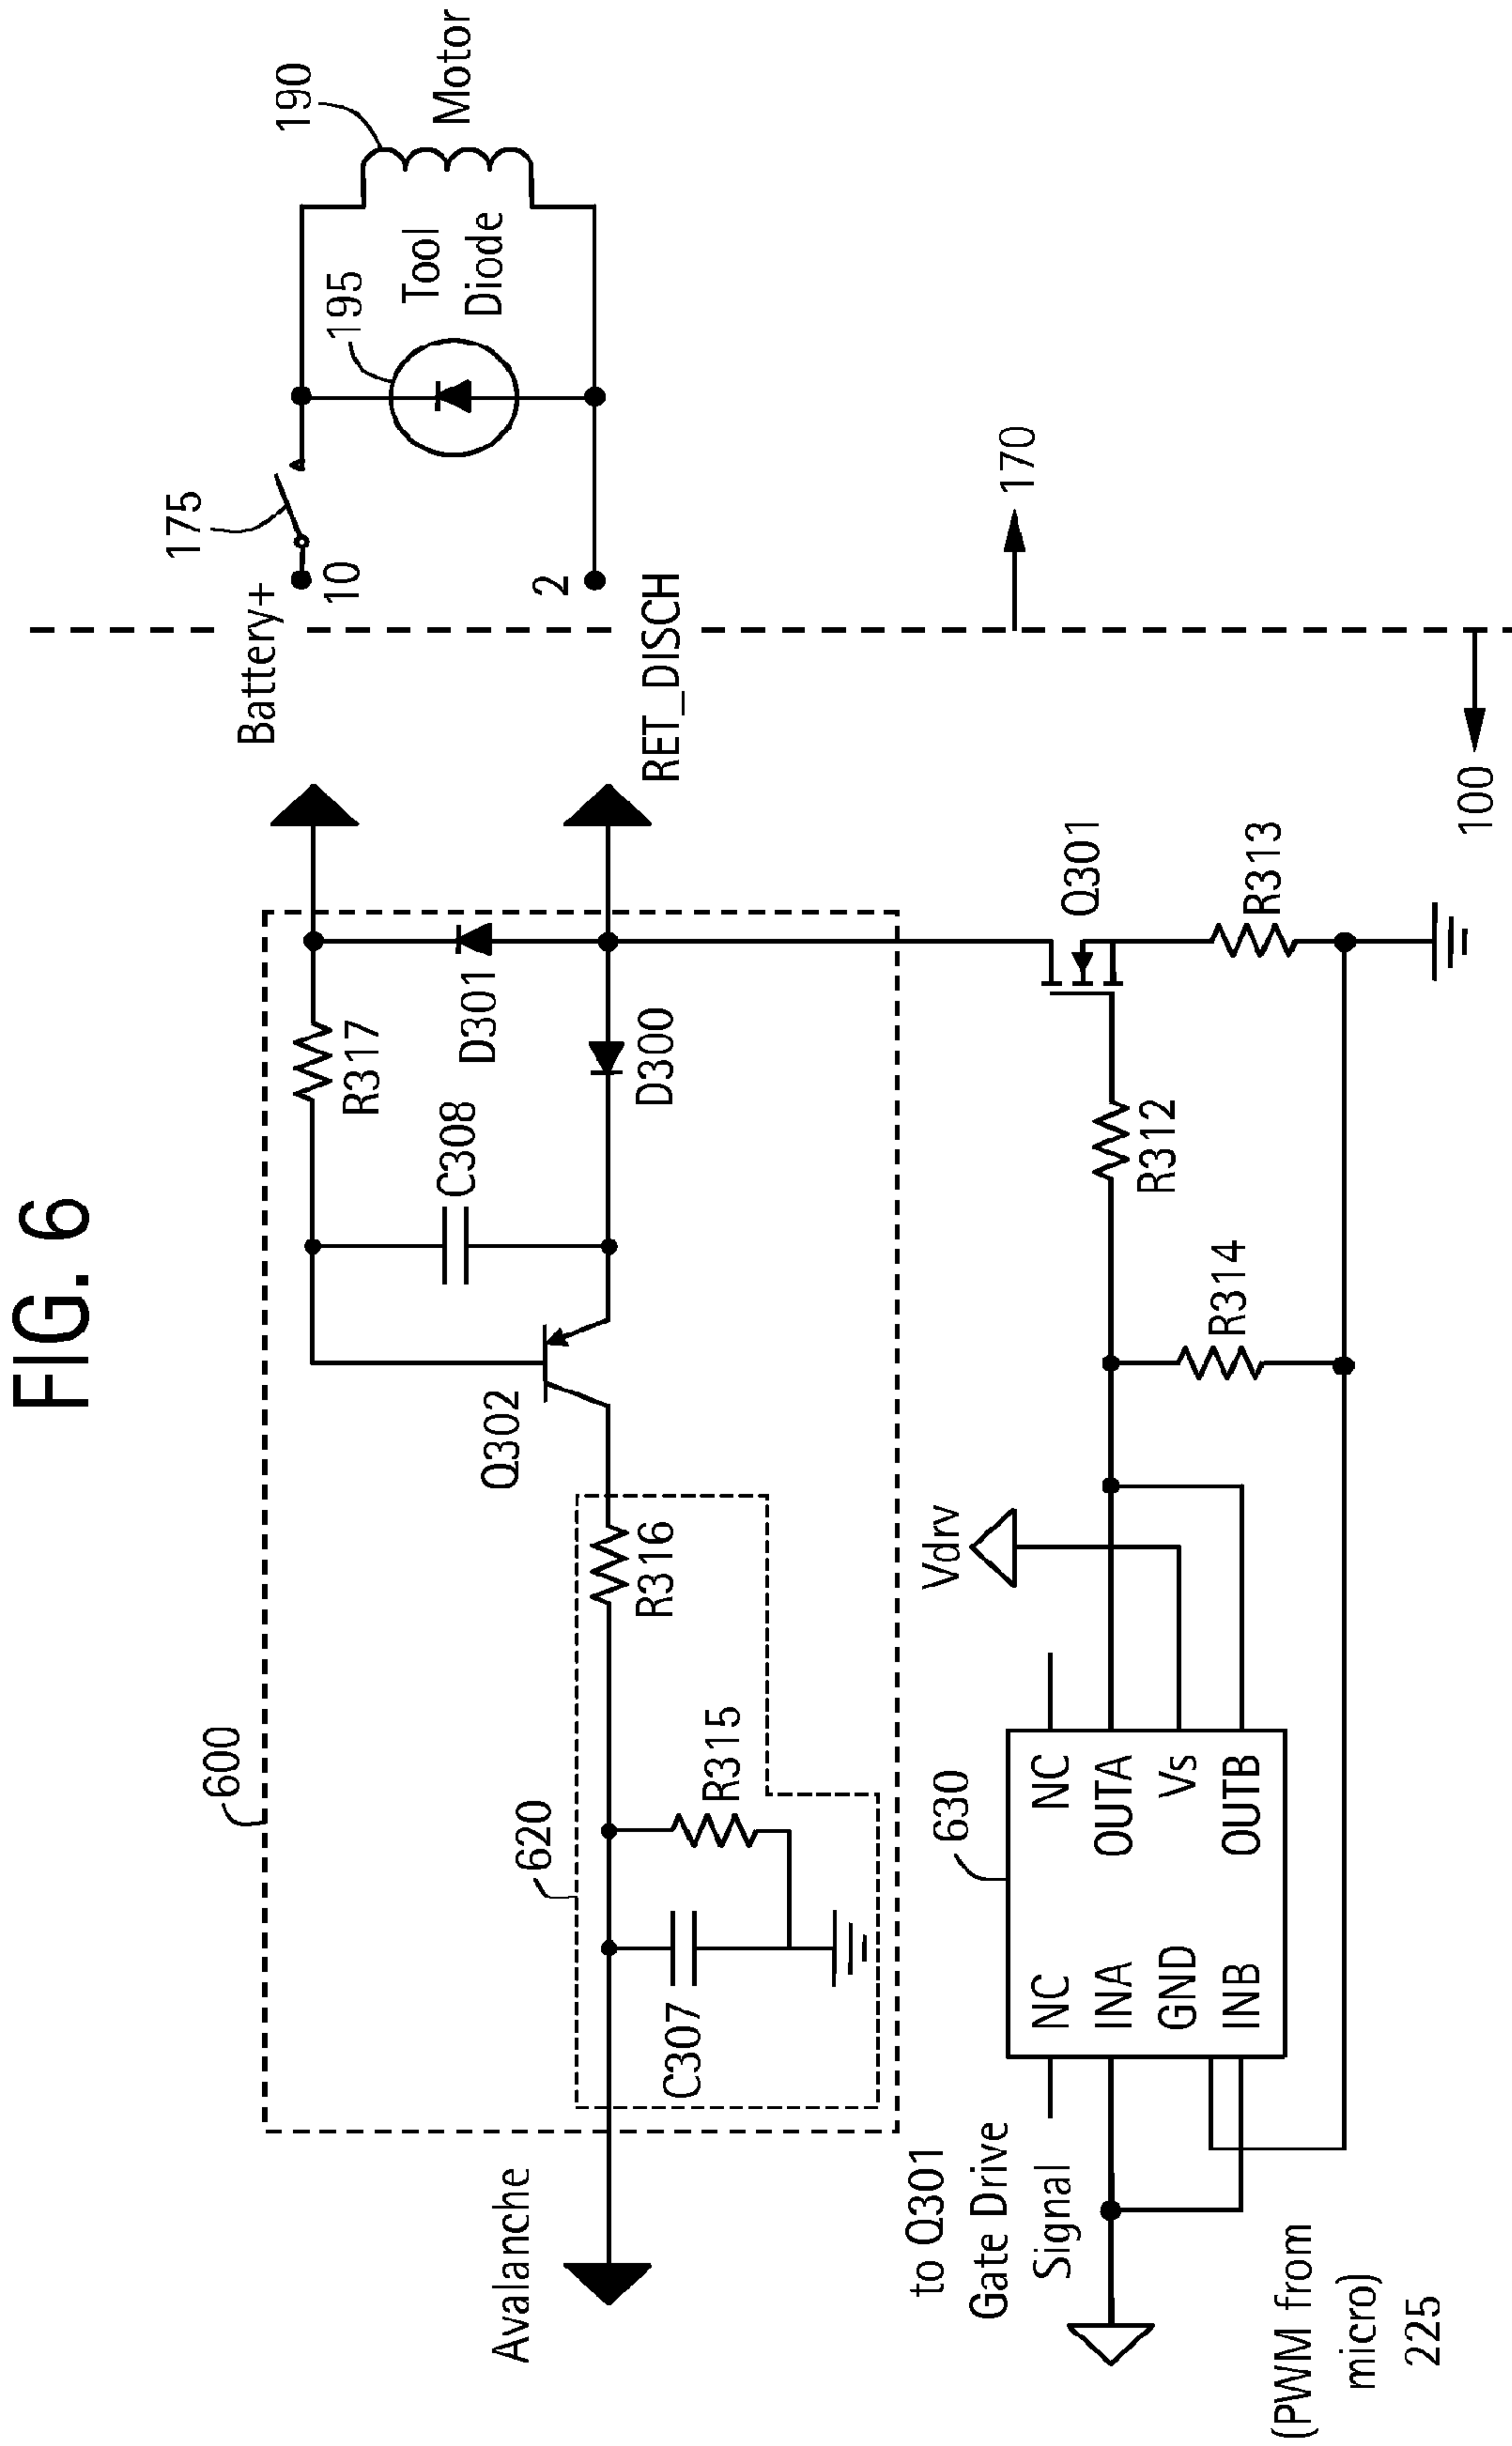 FIG. 6
600
Battery+
175
10
190
Motor
195
Tool
Diode
2
RET_DISCH
170
100
R317
D301
C308
D300
Q302
R316
620
R315
C307
Avalanche
Q301
R313
R312
R314
Vdrv
630
NC
OUTA
Vs
OUTB
NC
INA
GND
INB
to Q301
Gate Drive
Signal
(PWM from
micro)
225